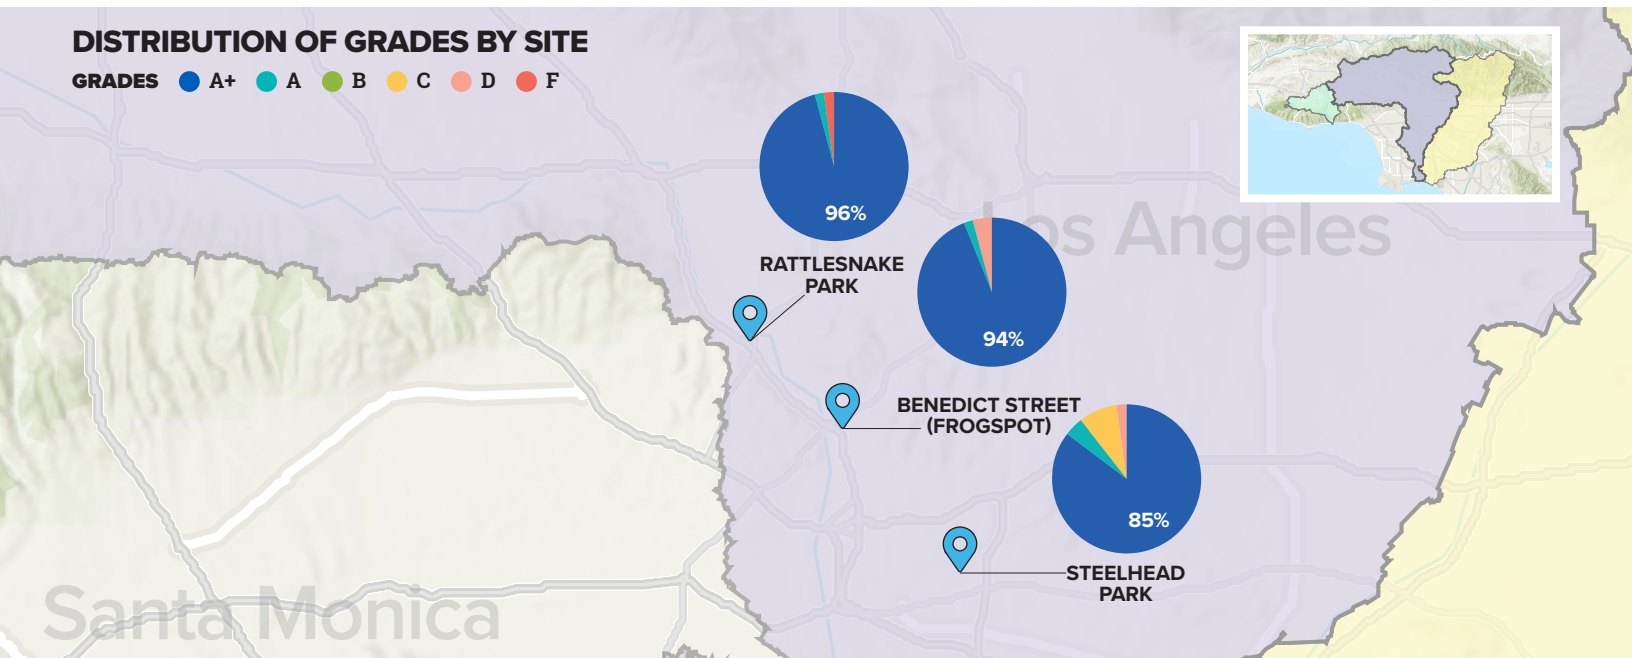 DISTRIBUTION OF GRADES BY SITE
GRADES A+ A B C D F
96%
RATTLESNAKE
PARK
Los Angeles
94%
BENEDICT STREET
(FROGSPOT)
85%
STEELHEAD
PARK
Santa Monica